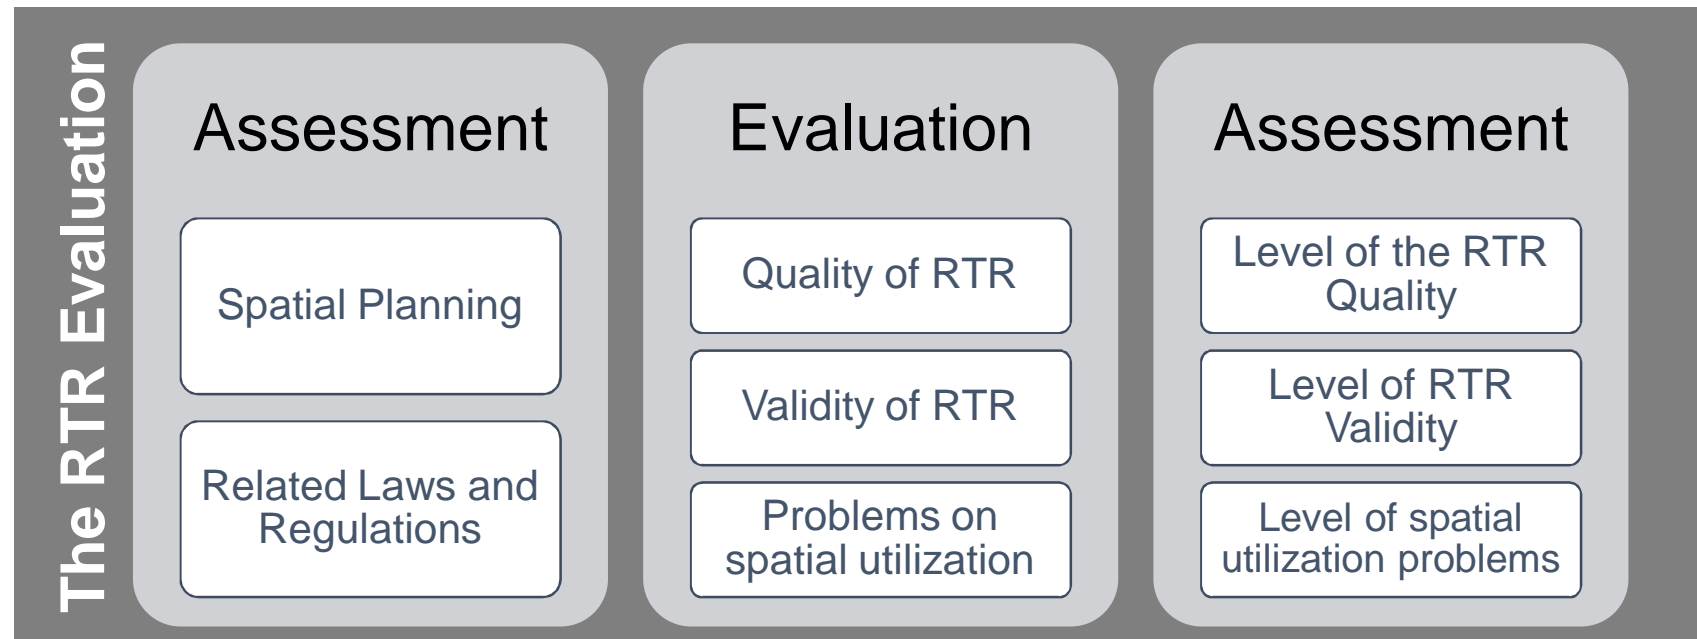 The RTR Evaluation
Assessment
Spatial Planning
Related Laws and
Regulations
Evaluation
Quality of RTR
Validity of RTR
Problems on
spatial utilization
Assessment
Level of the RTR
Quality
Level of RTR
Validity
Level of spatial
utilization problems